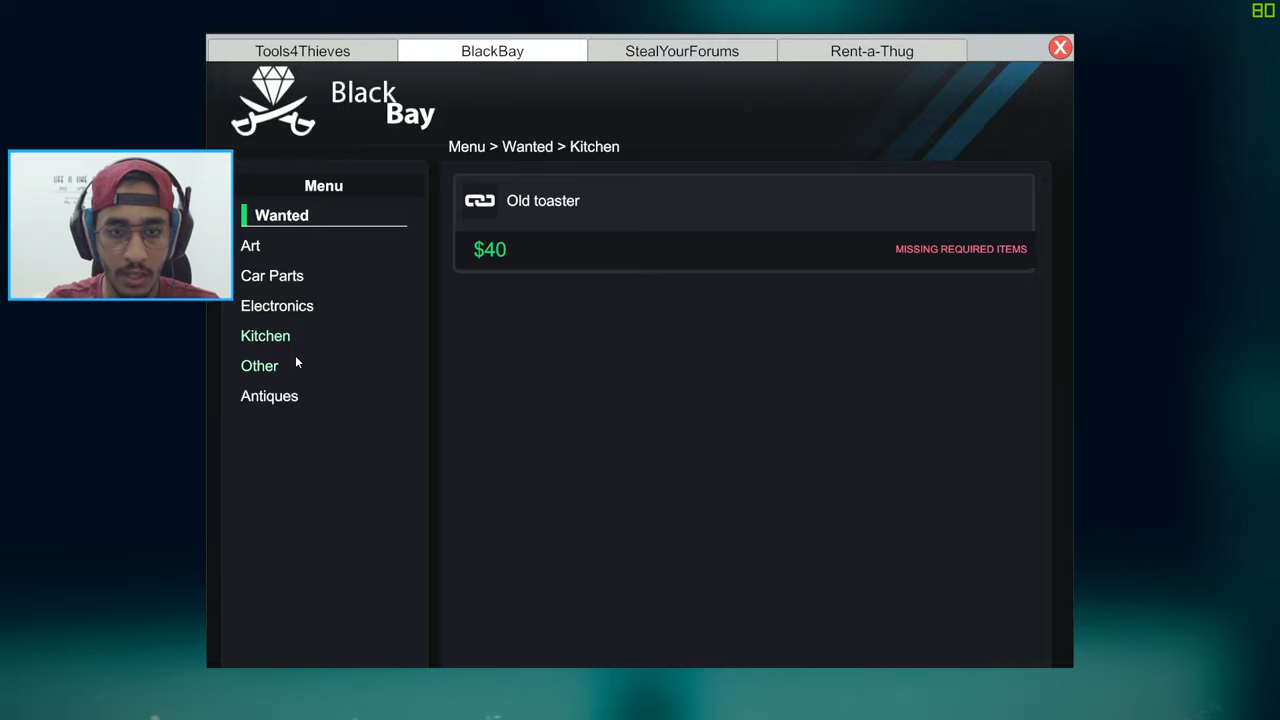 80
Tools4Thieves
BlackBay
StealYourForums
Rent-a-Thug
X
Black
Bay
Menu > Wanted > Kitchen
Menu
Wanted
Art
Car Parts
Electronics
Kitchen
Other
Antiques
Old toaster
$40
MISSING REQUIRED ITEMS